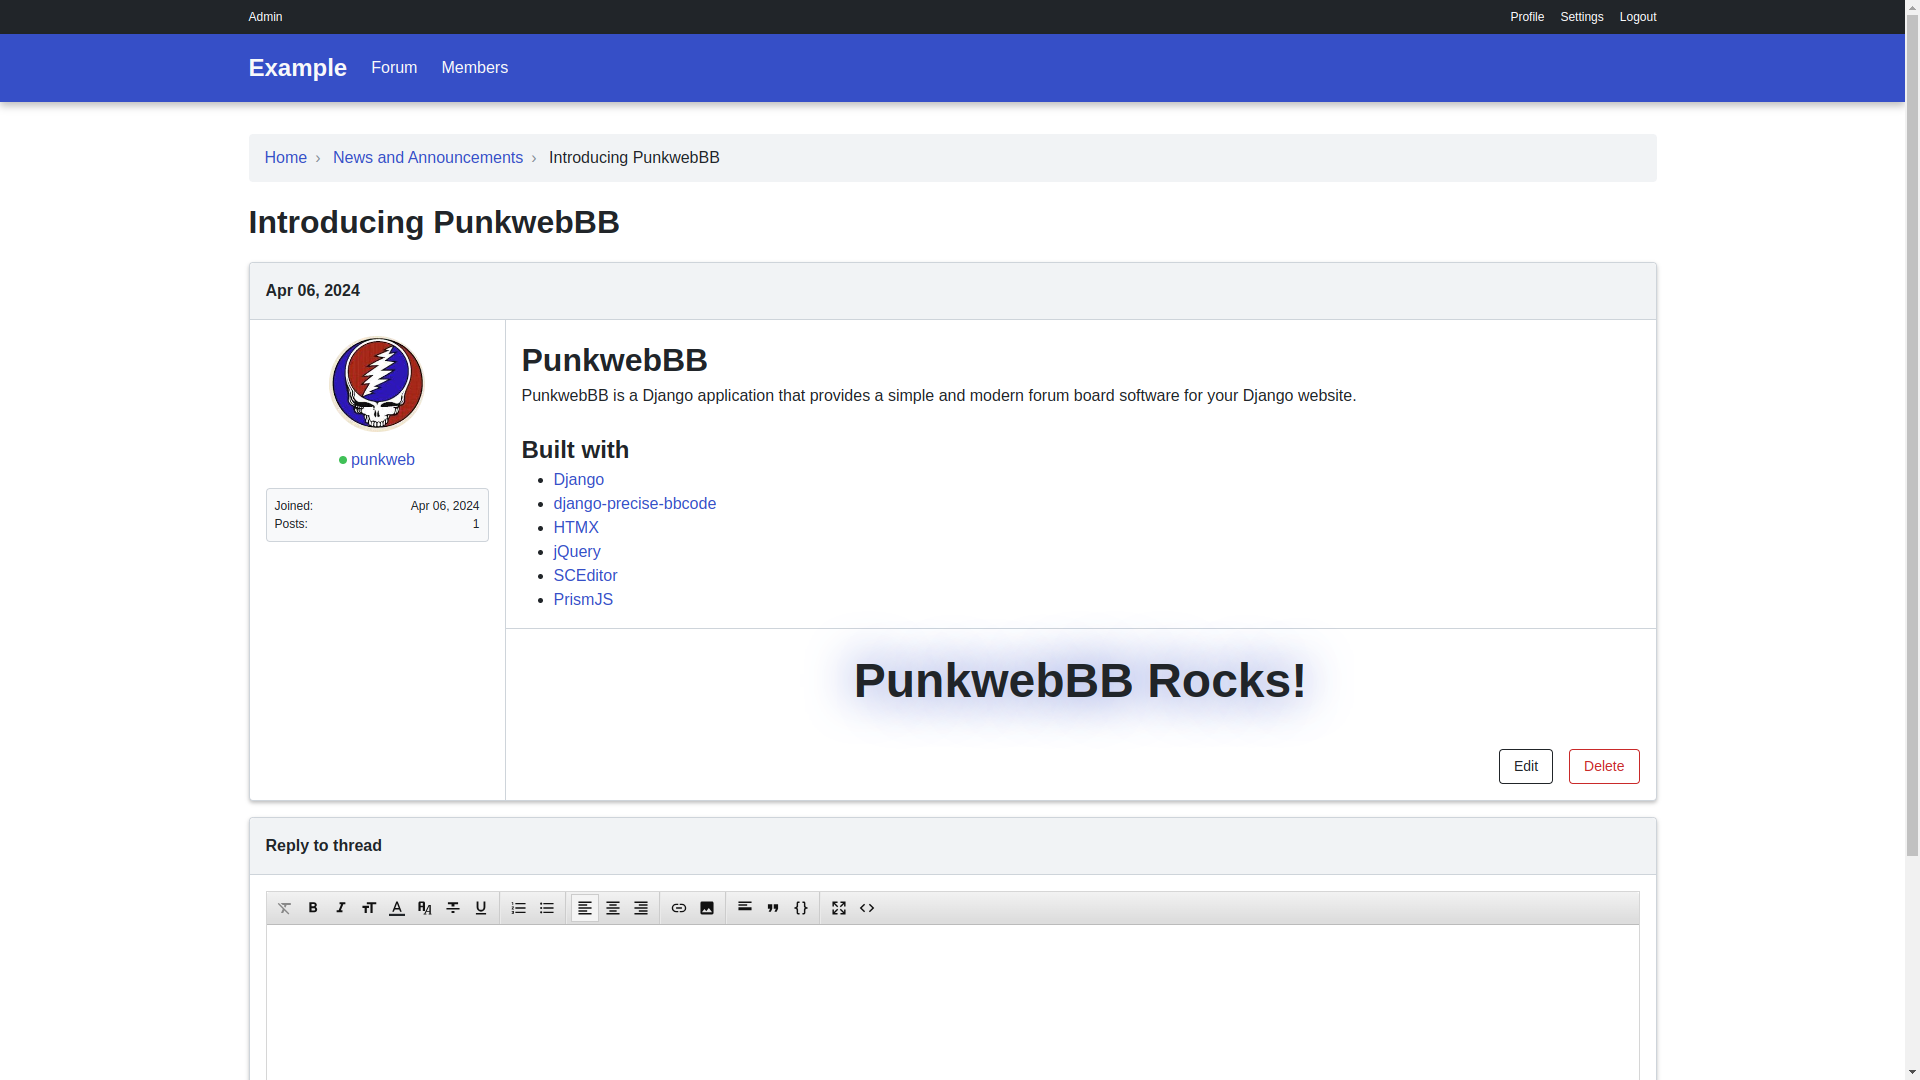 Admin Profile Settings Logout
Example Forum Members
Home › News and Announcements › Introducing PunkwebBB
Introducing PunkwebBB
Apr 06, 2024
punkweb
Joined: Apr 06, 2024
Posts: 1
PunkwebBB
PunkwebBB is a Django application that provides a simple and modern forum board software for your Django website.
Built with
• Django
• django-precise-bbcode
• HTMX
• jQuery
• SCEditor
• PrismJS
PunkwebBB Rocks!
Edit Delete
Reply to thread